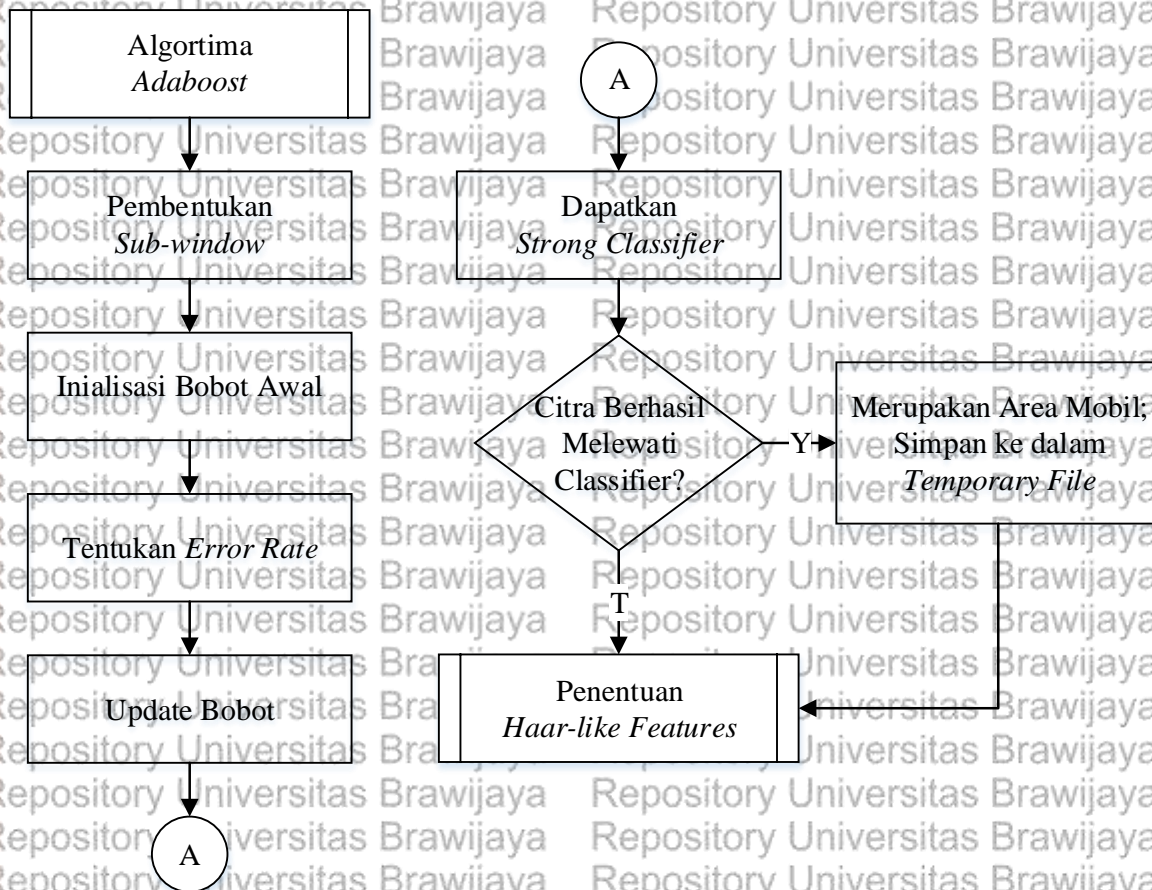 Algortima
Adaboost
Pembentukan
Sub-window
Inialisasi Bobot Awal
Tentukan Error Rate
Update Bobot
A
A
Dapatkan
Strong Classifier
Citra Berhasil
Melewati
Classifier?
Y
Merupakan Area Mobil;
Simpan ke dalam
Temporary File
T
Penentuan
Haar-like Features
Repository Universitas Brawijaya